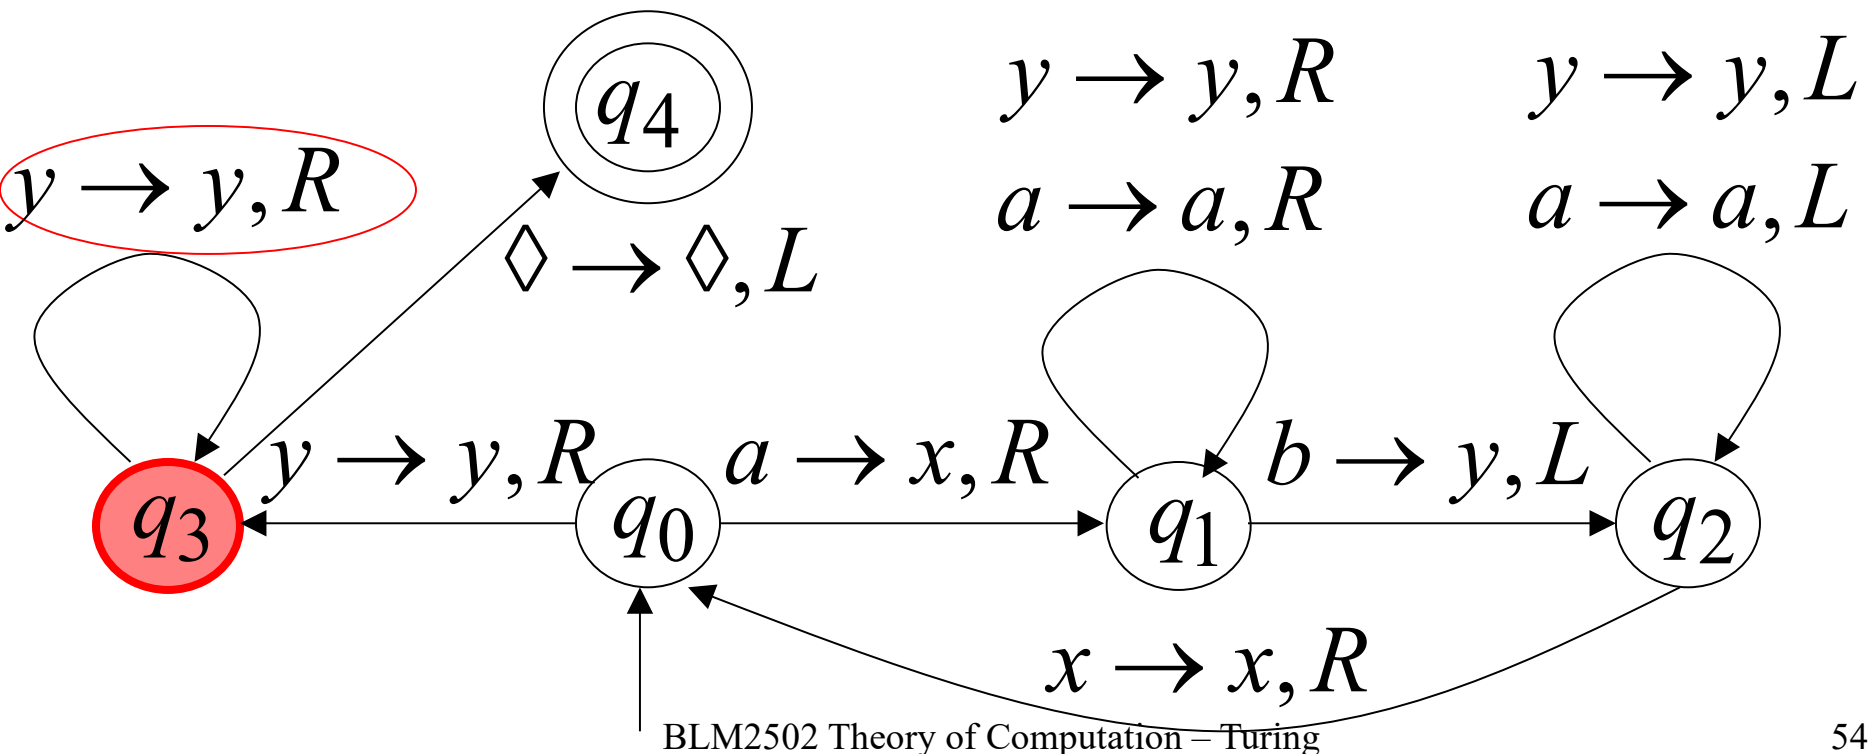 q4
y → y, R
y → y, L
y → y, R
a → a, R
a → a, L
◊ → ◊, L
y → y, R
a → x, R
b → y, L
q3
q0
q1
q2
x → x, R
BLM2502 Theory of Computation – Turing
54